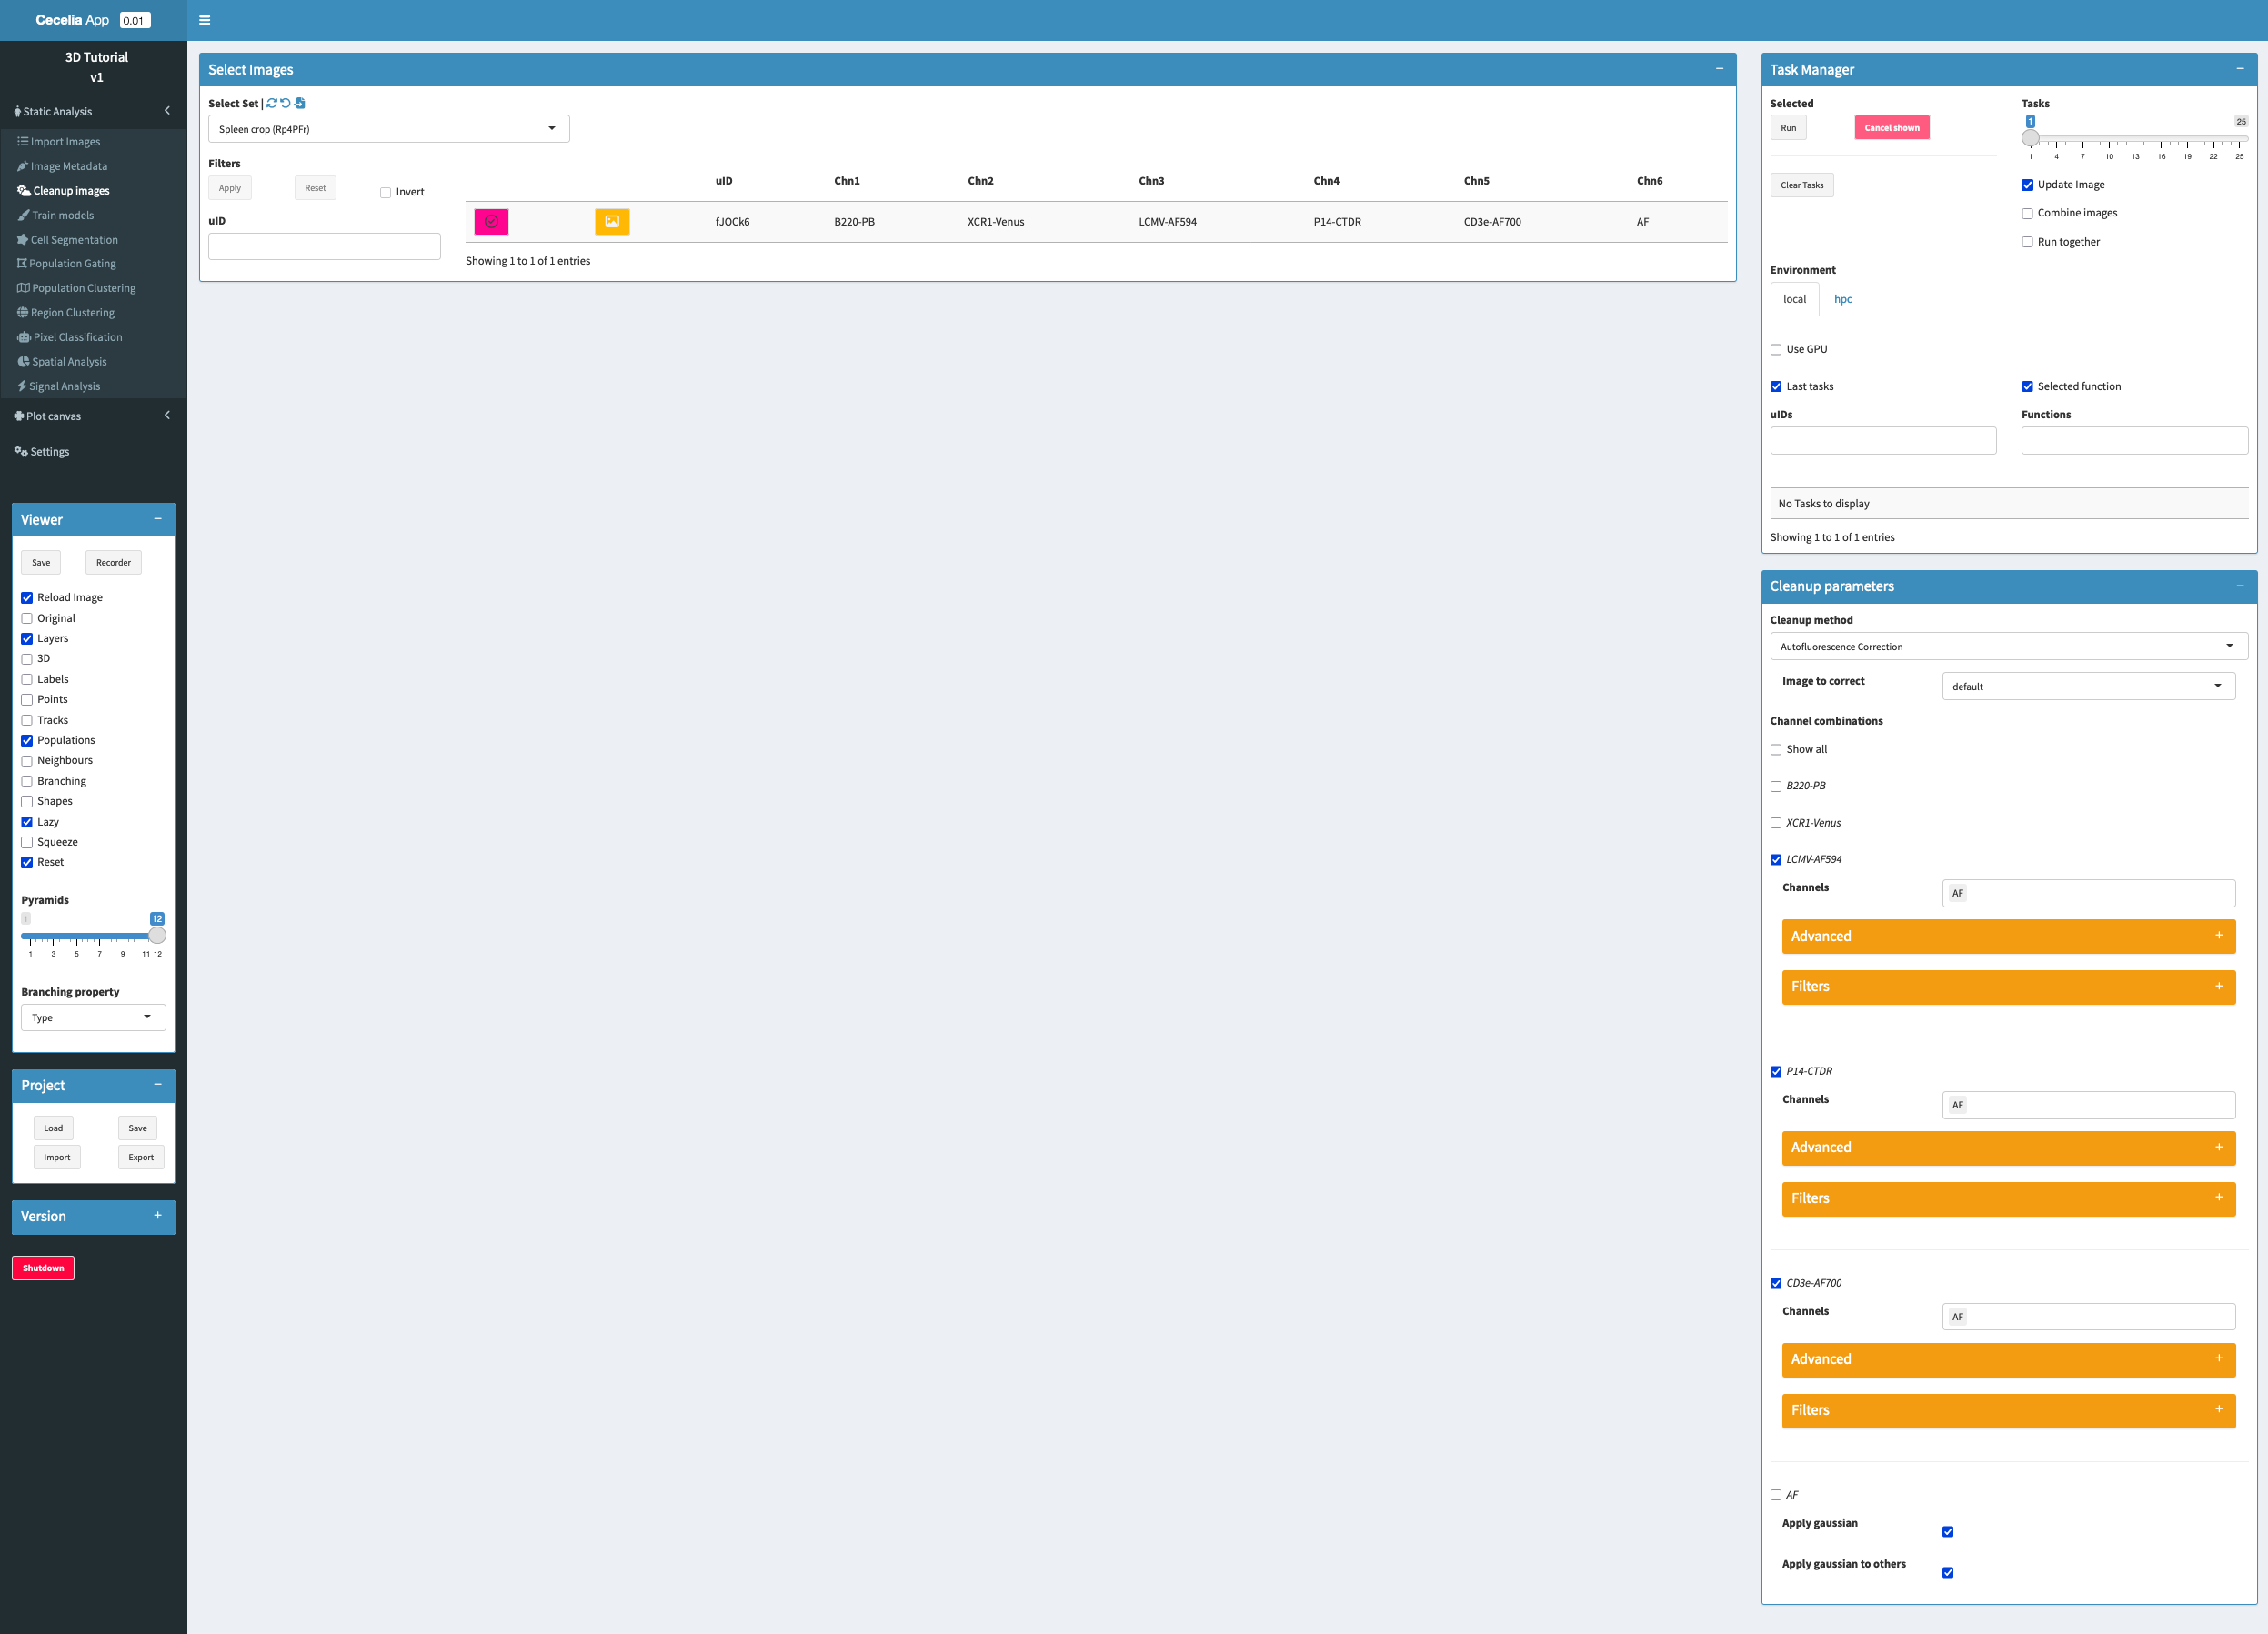 Cecelia App 0.01
3D Tutorial
v1
Static Analysis
Import Images
Image Metadata
Cleanup images
Train models
Cell Segmentation
Population Gating
Population Clustering
Region Clustering
Pixel Classification
Spatial Analysis
Signal Analysis
Plot canvas
Settings
Viewer
Save Recorder
Reload Image
Original
Layers
3D
Labels
Points
Tracks
Populations
Neighbours
Branching
Shapes
Lazy
Squeeze
Reset
Pyramids
1 12
1 3 5 7 9 11 12
Branching property
Type
Project
Load Save
Import Export
Version
Shutdown
Select Images
Select Set |
Spleen crop (Rp4PFr)
Filters
Apply Reset Invert
uID
uID Chn1 Chn2 Chn3 Chn4 Chn5 Chn6
fJOCk6 B220-PB XCR1-Venus LCMV-AF594 P14-CTDR CD3e-AF700 AF
Showing 1 to 1 of 1 entries
Task Manager
Selected
Run Cancel shown
Clear Tasks
Tasks
1 25
1 4 7 10 13 16 19 22 25
Update Image
Combine images
Run together
Environment
local hpc
Use GPU
Last tasks Selected function
uIDs Functions
No Tasks to display
Showing 1 to 1 of 1 entries
Cleanup parameters
Cleanup method
Autofluorescence Correction
Image to correct default
Channel combinations
Show all
B220-PB
XCR1-Venus
LCMV-AF594
Channels AF
Advanced
Filters
P14-CTDR
Channels AF
Advanced
Filters
CD3e-AF700
Channels AF
Advanced
Filters
AF
Apply gaussian
Apply gaussian to others